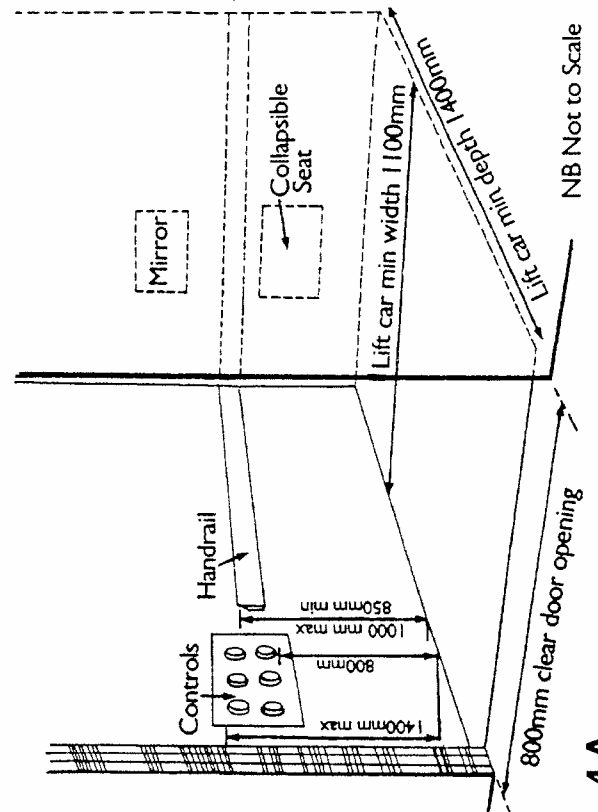 Mirror
Collapsible
Seat
Handrail
Controls
1400mm max
800mm
1000 mm max
850mm min
Lift car min width 1100mm
Lift car min depth 1400mm
800mm clear door opening
NB Not to Scale